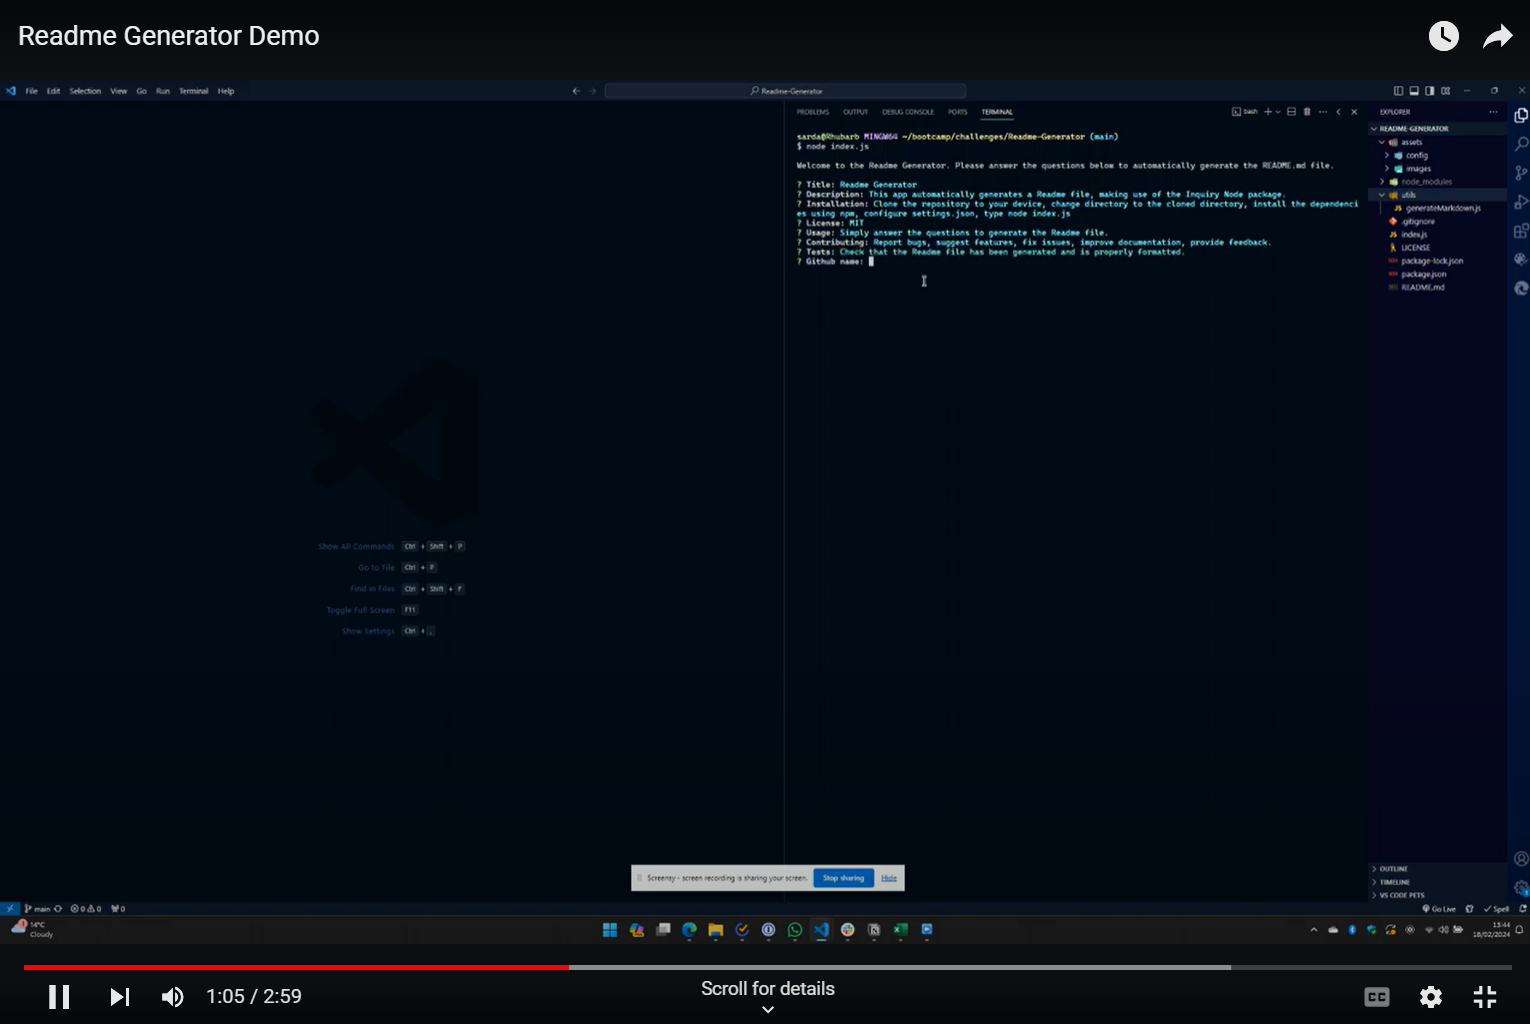 Readme Generator Demo
File Edit Selection View Go Run Terminal Help
Readme-Generator
PROBLEMS OUTPUT DEBUG CONSOLE PORTS TERMINAL
bash
sarda@Rhubarb MINGW64 ~/bootcamp/challenges/Readme-Generator (main)
$ node index.js
Welcome to the Readme Generator. Please answer the questions below to automatically generate the README.md file.
? Title: Readme Generator
? Description: This app automatically generates a Readme file, making use of the Inquiry Node package.
? Installation: Clone the repository to your device, change directory to the cloned directory, install the dependenci
es using npm, configure settings.json, type node index.js
? License: MIT
? Usage: Simply answer the questions to generate the Readme file.
? Contributing: Report bugs, suggest features, fix issues, improve documentation, provide feedback.
? Tests: Check that the Readme file has been generated and is properly formatted.
? Github name:
EXPLORER
README-GENERATOR
assets
config
images
node_modules
utils
JS generateMarkdown.js
.gitignore
JS index.js
LICENSE
package-lock.json
package.json
README.md
Show All Commands Ctrl + Shift + P
Go to File Ctrl + P
Find in Files Ctrl + Shift + F
Toggle Full Screen F11
Show Settings Ctrl + ,
OUTLINE
TIMELINE
VS CODE PETS
Screeny - screen recording is sharing your screen. Stop sharing Hide
main 0 0 0
Go Live Spell
14°C
Cloudy
15:44
18/02/2024
1:05 / 2:59
Scroll for details
CC